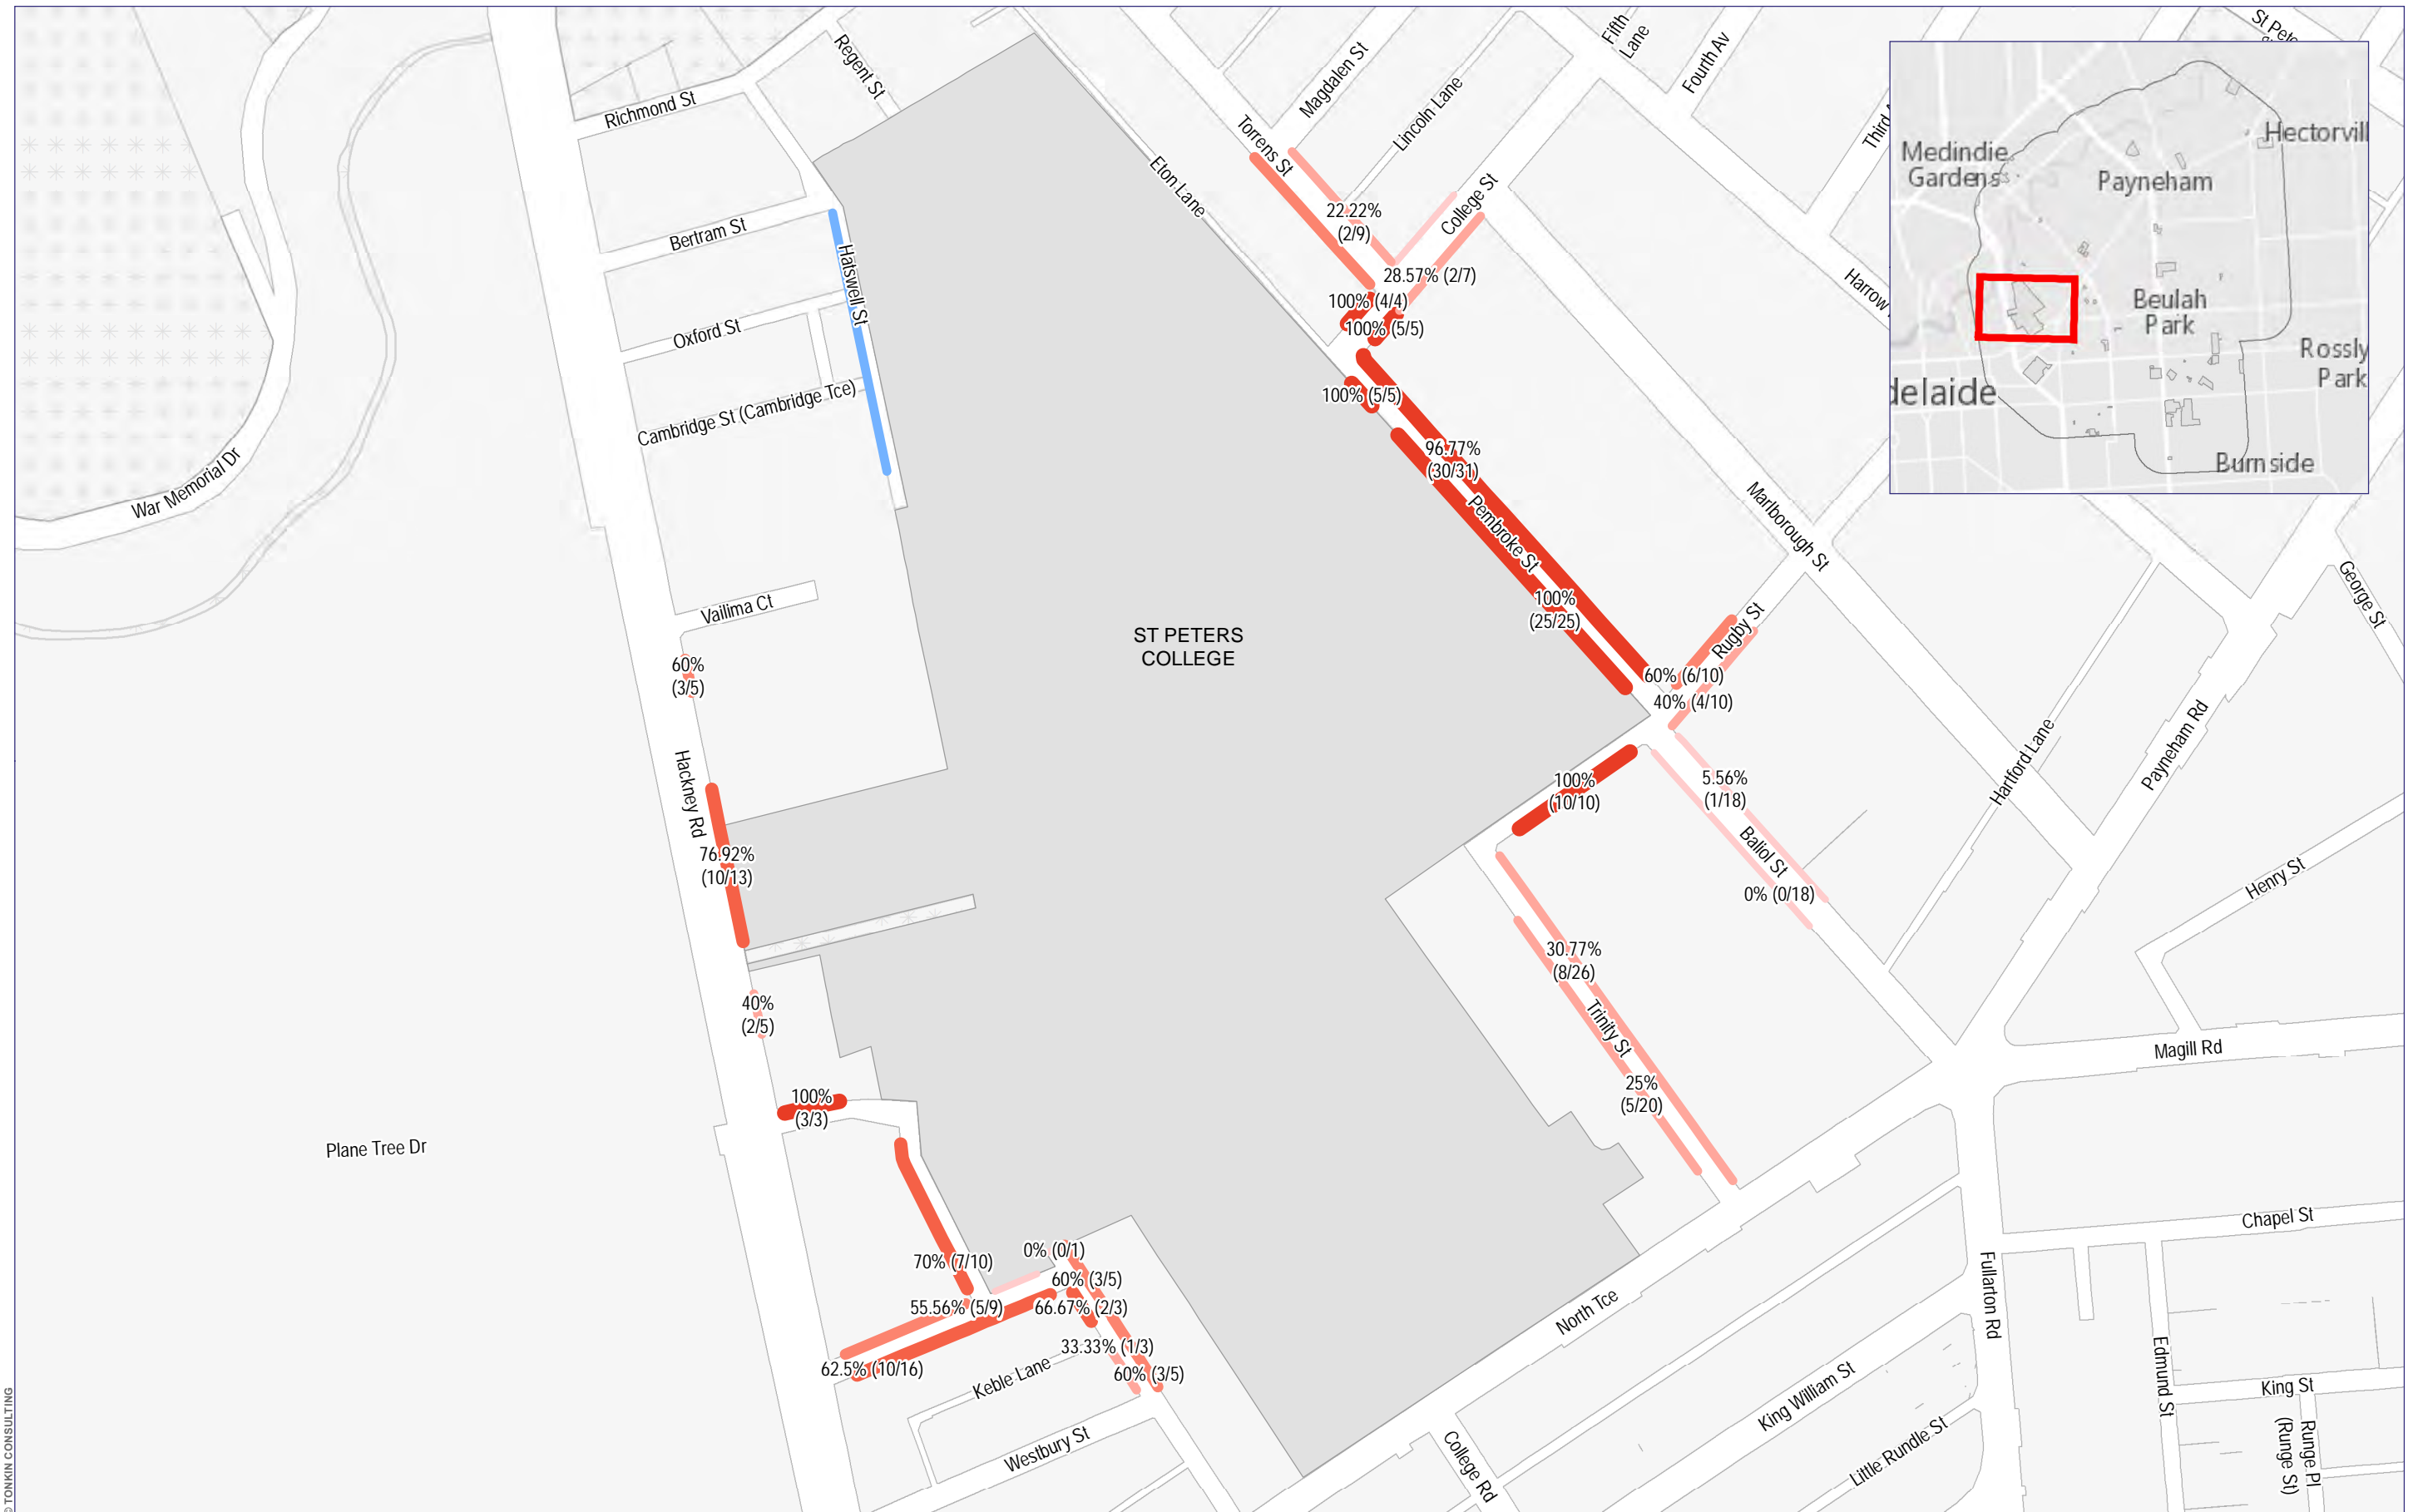 Regent St
Richmond St
Torrens St
Magdalen St
Lincoln Lane
Fifth
Lane
Fourth Av
Third
St Pete
Medindie
Gardens
Payneham
Hectorvill
Beulah
Park
Rossly
Park
delaide
Burnside
Eton Lane
College St
Bertram St
Hatswell St
Oxford St
Cambridge St (Cambridge Tce)
War Memorial Dr
22.22%
(2/9)
28.57% (2/7)
100% (4/4)
100% (5/5)
100% (5/5)
Harrow
96.77%
(30/31)
Pembroke St
100%
(25/25)
Marlborough St
Rugby St
George St
Vailima Ct
ST PETERS
COLLEGE
60%
(3/5)
60% (6/10)
40% (4/10)
Hackney Rd
76.92%
(10/13)
100%
(10/10)
5.56%
(1/18)
Baliol St
0% (0/18)
Hartford Lane
Payneham Rd
Henry St
30.77%
(8/26)
Trinity St
25%
(5/20)
40%
(2/5)
100%
(3/3)
Plane Tree Dr
Magill Rd
Chapel St
70% (7/10)
0% (0/1)
60% (3/5)
55.56% (5/9)
66.67% (2/3)
33.33% (1/3)
62.5% (10/16)
60% (3/5)
Keble Lane
Westbury St
North Tce
Fullarton Rd
King William St
Little Rundle St
College Rd
Edmund St
King St
Runge Pl
(Runge St)
© TONKIN CONSULTING